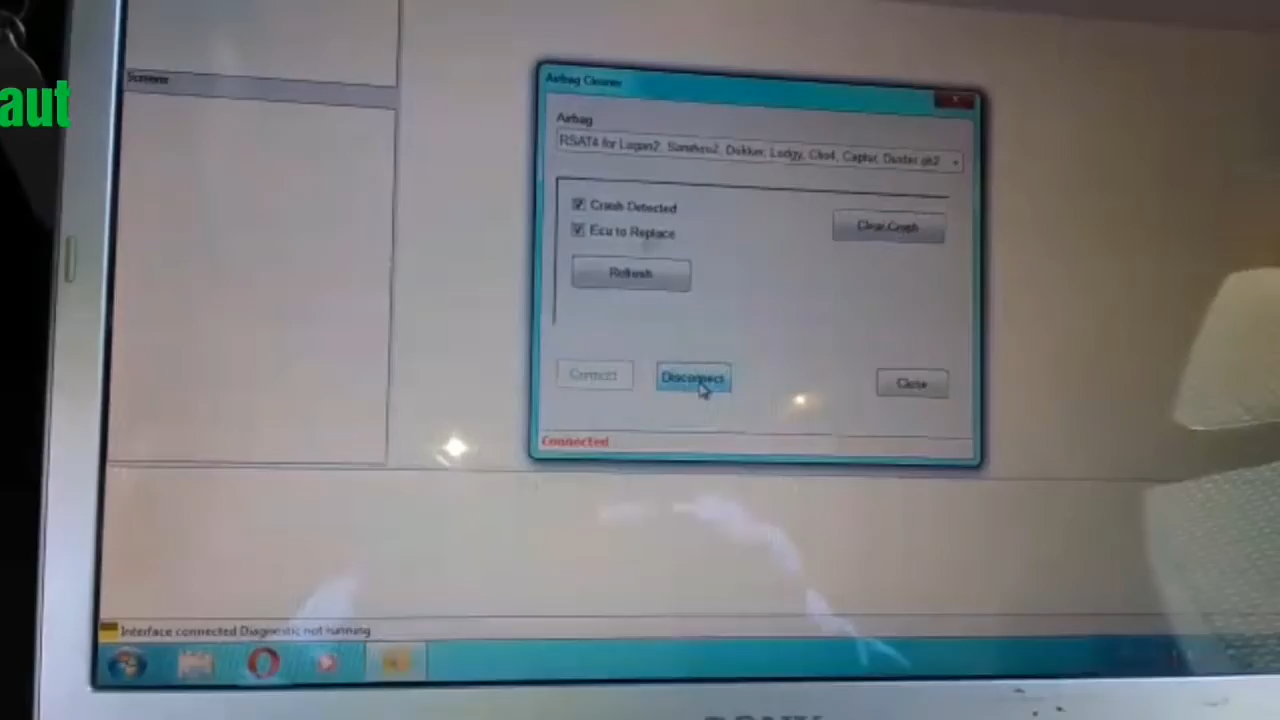 aut
Screens
Airbag Cleaner
Airbag
RSAT4 for Logan2, Sandero2, Dokker, Lodgy, Clio4, Captur, Duster ph2
Crash Detected
Clear Crash
Ecu to Replace
Refresh
Connect
Disconnect
Close
Connected
Interface connected Diagnostic not running